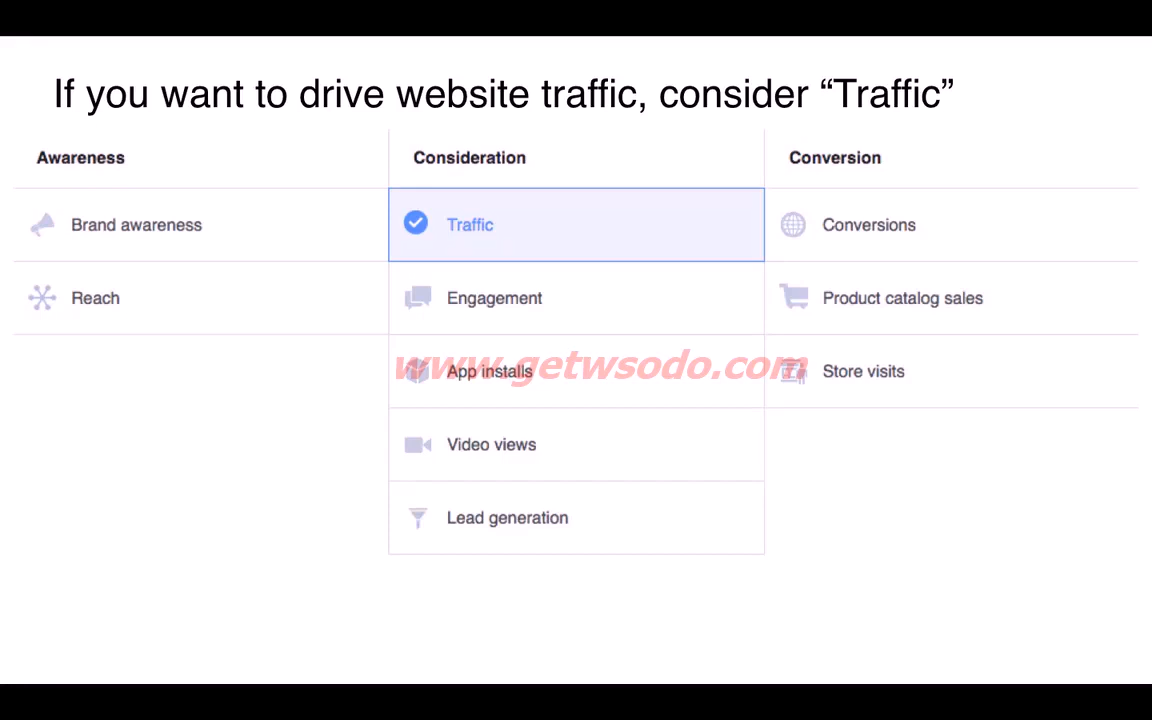 If you want to drive website traffic, consider “Traffic”
Awareness
Consideration
Conversion
Brand awareness
Traffic
Conversions
Reach
Engagement
Product catalog sales
www.getwsodo.com
App installs
Store visits
Video views
Lead generation